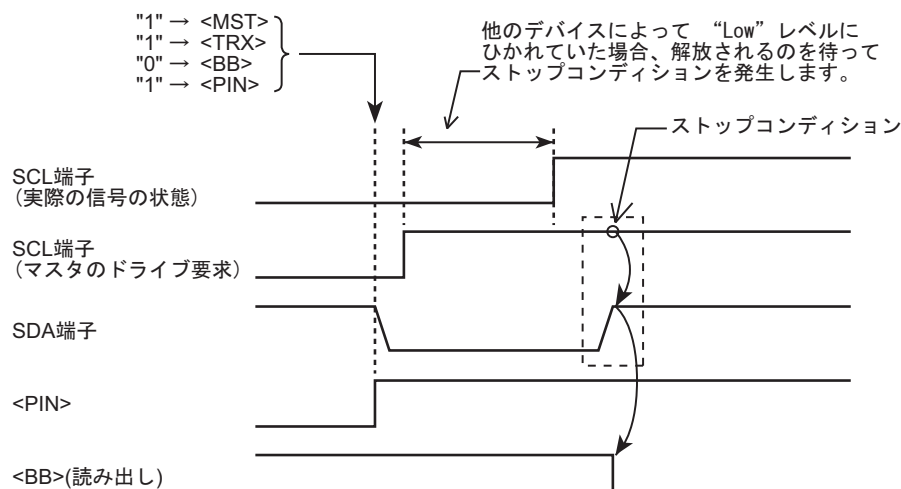 "1" → <MST>
"1" → <TRX>
"0" → <BB>
"1" → <PIN>
他のデバイスによって “Low”レベルに
ひかれていた場合、解放されるのを待って
ストップコンディションを発生します。
ストップコンディション
SCL端子
（実際の信号の状態）
SCL端子
（マスタのドライブ要求）
SDA端子
<PIN>
<BB>(読み出し)